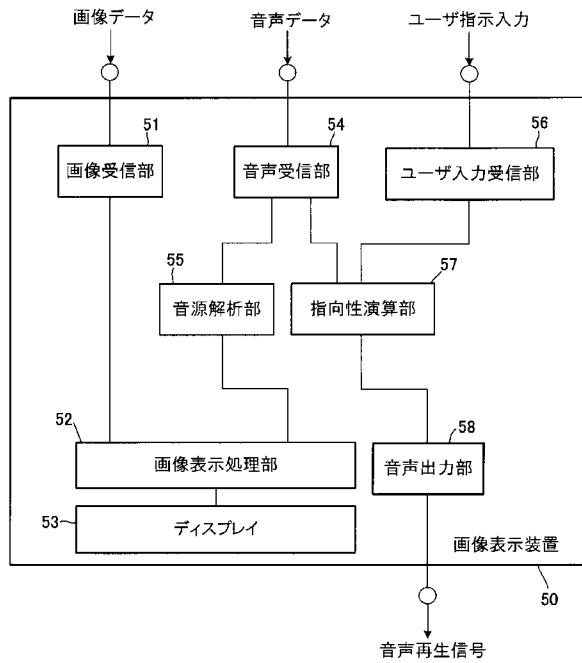 画像データ
音声データ
ユーザ指示入力
51
54
56
画像受信部
音声受信部
ユーザ入力受信部
55
57
音源解析部
指向性演算部
52
58
画像表示処理部
音声出力部
53
ディスプレイ
画像表示装置
50
音声再生信号